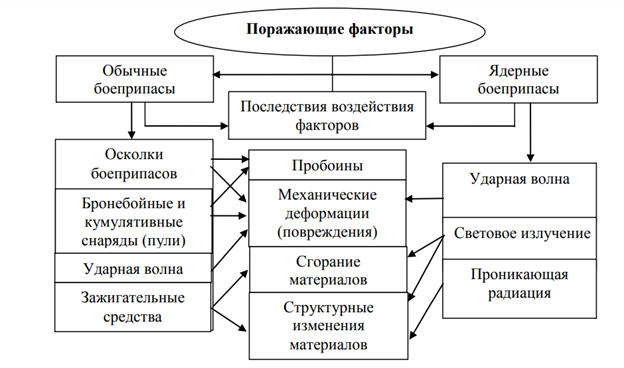 Поражающие факторы
Обычные
боеприпасы
Ядерные
боеприпасы
Последствия воздействия
факторов
Осколки
боеприпасов
Бронебойные и
кумулятивные
снаряды (пули)
Ударная волна
Зажигательные
средства
Пробоины
Механические
деформации
(повреждения)
Сгорание
материалов
Структурные
изменения
материалов
Ударная волна
Световое излучение
Проникающая
радиация